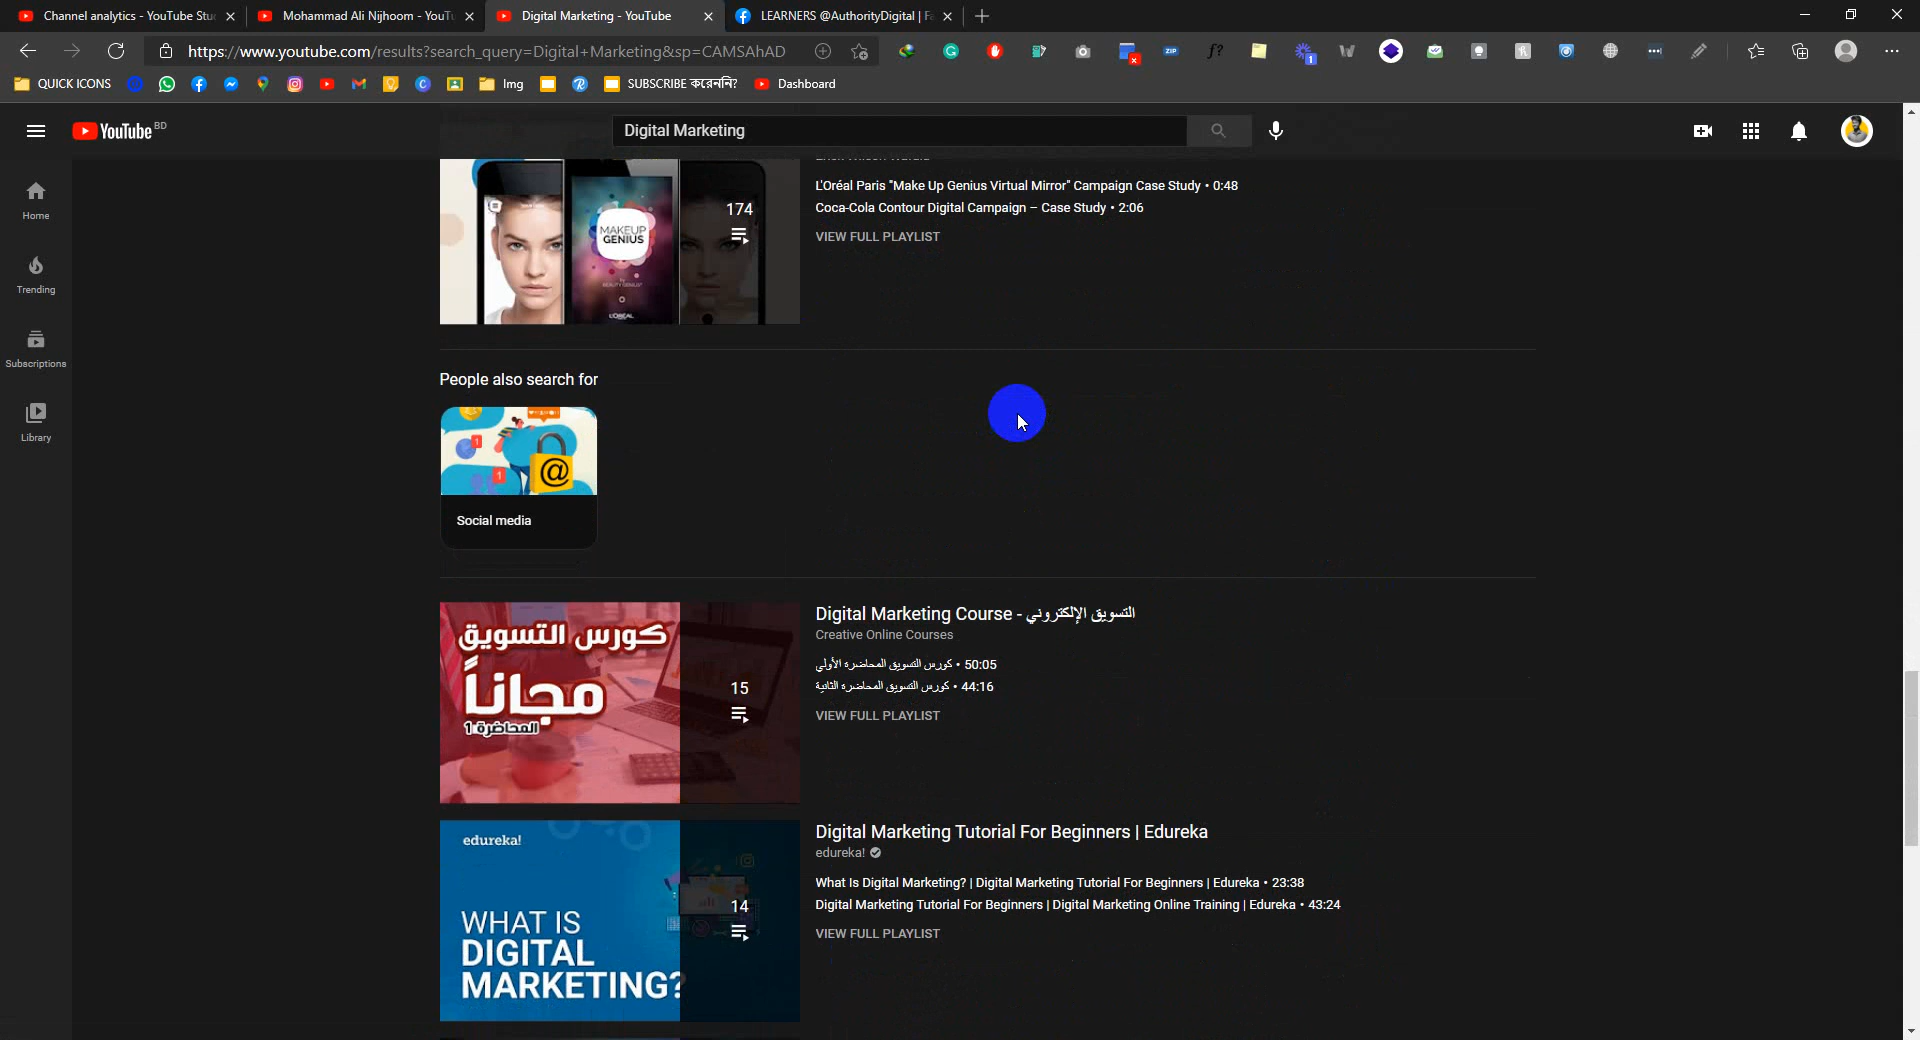 Channel analytics - YouTube Stu
Mohammad Ali Nijhoom - YouT
Digital Marketing - YouTube
LEARNERS @AuthorityDigital | Fa
https://www.youtube.com/results?search_query=Digital+Marketing&sp=CAMSAhAD
QUICK ICONS
Img
SUBSCRIBE করেননি?
Dashboard
YouTube BD
Digital Marketing
Home
Trending
Subscriptions
Library
MAKEUP
GENIUS
L'ORÉAL
174
L'Oréal Paris "Make Up Genius Virtual Mirror" Campaign Case Study • 0:48
Coca-Cola Contour Digital Campaign – Case Study • 2:06
VIEW FULL PLAYLIST
People also search for
Social media
كورس التسويق
مجاناً
المحاضرة 1
15
Digital Marketing Course - التسويق الإلكتروني
Creative Online Courses
كورس التسويق المحاضرة الأولي • 50:05
كورس التسويق المحاضرة الثانية • 44:16
VIEW FULL PLAYLIST
edureka!
WHAT IS
DIGITAL
MARKETING?
14
Digital Marketing Tutorial For Beginners | Edureka
edureka!
What Is Digital Marketing? | Digital Marketing Tutorial For Beginners | Edureka • 23:38
Digital Marketing Tutorial For Beginners | Digital Marketing Online Training | Edureka • 43:24
VIEW FULL PLAYLIST